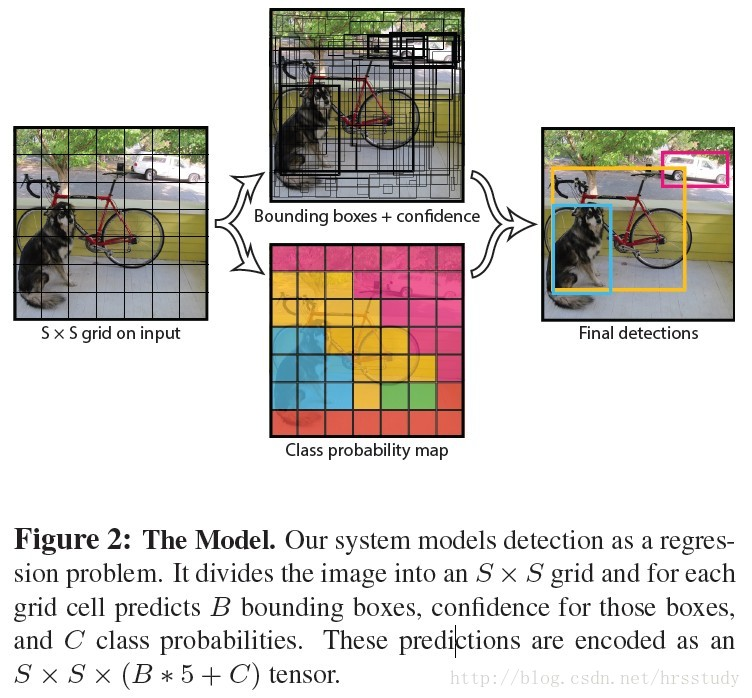 Bounding boxes + confidence
S × S grid on input
Final detections
Class probability map
Figure 2: The Model. Our system models detection as a regres-
sion problem. It divides the image into an S × S grid and for each
grid cell predicts B bounding boxes, confidence for those boxes,
and C class probabilities. These predictions are encoded as an
S × S × (B ∗ 5 + C) tensor.
http://blog.csdn.net/hrsstudy